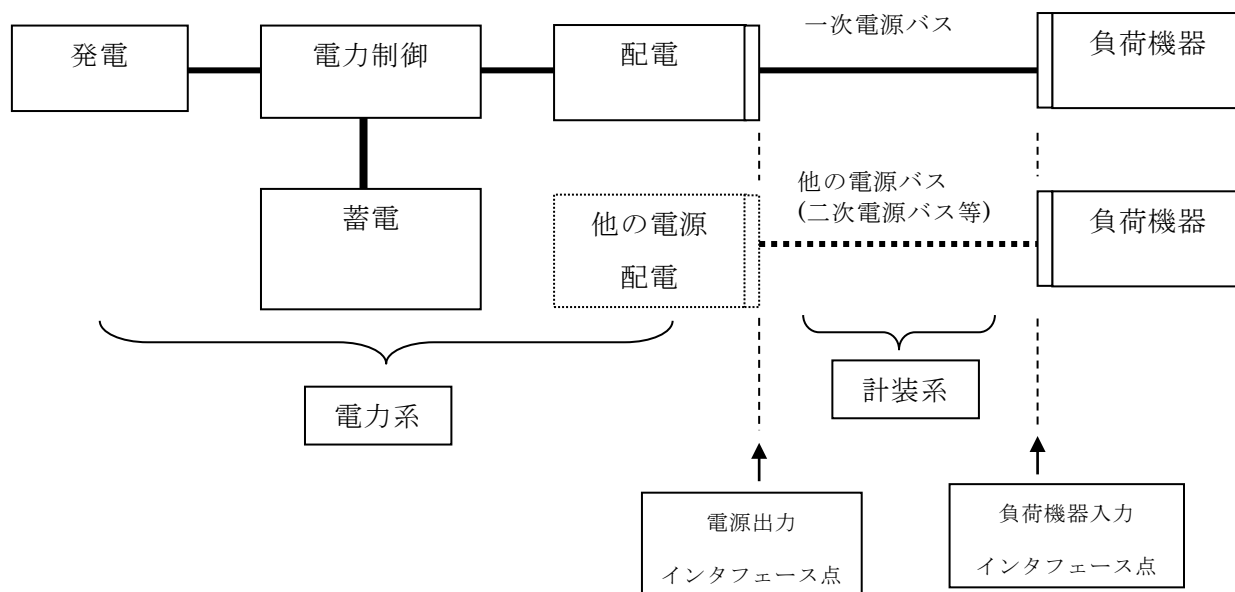 発電
電力制御
配電
一次電源バス
負荷機器
蓄電
他の電源
配電
他の電源バス
(二次電源バス等)
負荷機器
電力系
計装系
電源出力
インタフェース点
負荷機器入力
インタフェース点